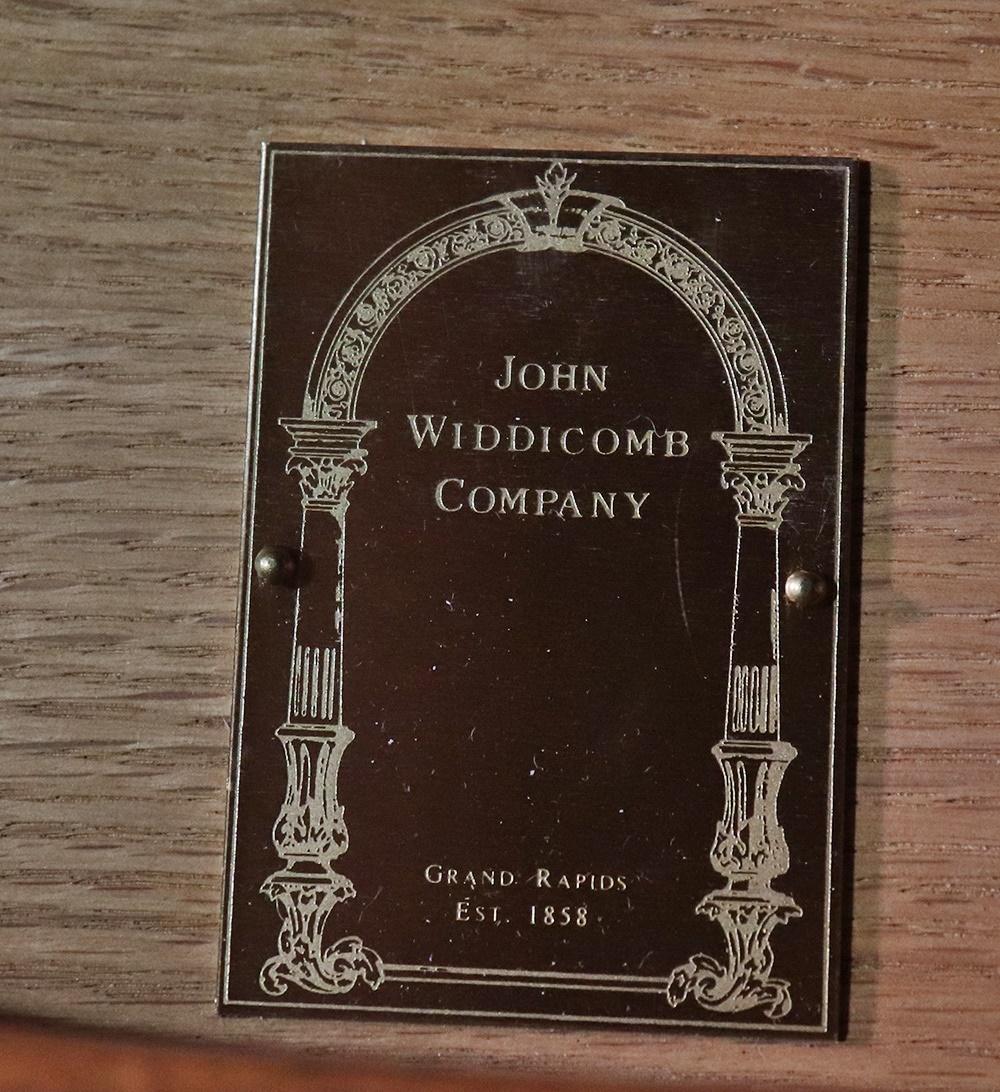 John
Widdicomb
Company
Grand Rapids
Est. 1858